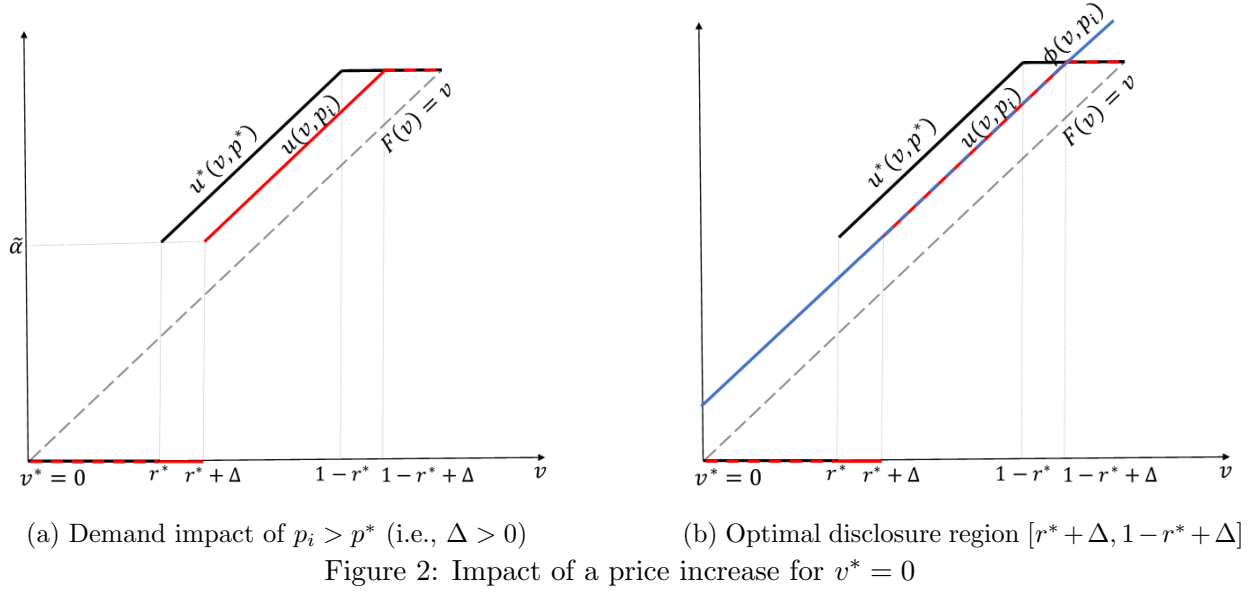 u*(v, p*)
u(v, p_i)
F(v) = v
α̃
v* = 0
r*
r* + Δ
1 − r*
1 − r* + Δ
v
ϕ(v, p_i)
u*(v, p*)
u(v, p_i)
F(v) = v
v* = 0
r*
r* + Δ
1 − r*
1 − r* + Δ
v
(a) Demand impact of p_i > p* (i.e., Δ > 0)
(b) Optimal disclosure region [r* + Δ, 1 − r* + Δ]
Figure 2: Impact of a price increase for v* = 0